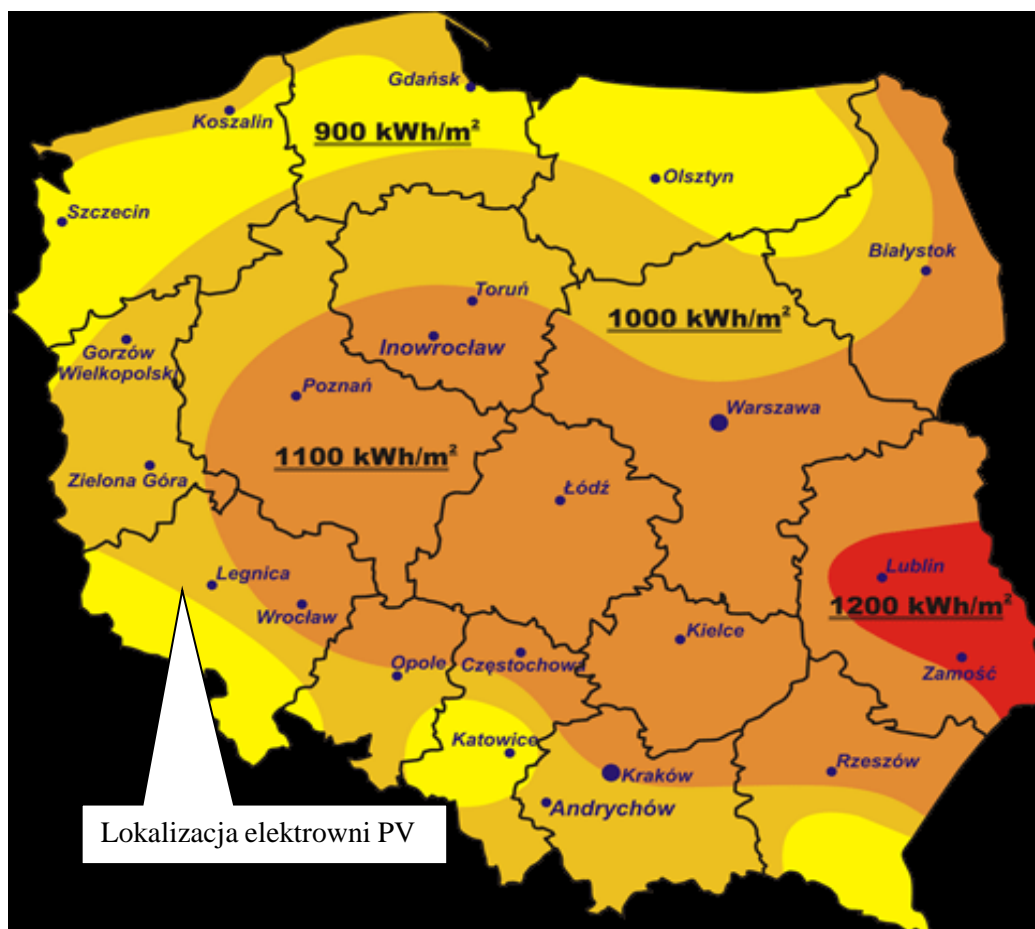 Gdańsk
Koszalin
900 kWh/m²
Olsztyn
Szczecin
Białystok
Toruń
1000 kWh/m²
Inowrocław
Gorzów
Wielkopolski
Poznań
Warszawa
1100 kWh/m²
Zielona Góra
Łódź
Legnica
Lublin
Wrocław
1200 kWh/m²
Kielce
Opole
Częstochowa
Zamość
Katowice
Rzeszów
Kraków
Andrychów
Lokalizacja elektrowni PV